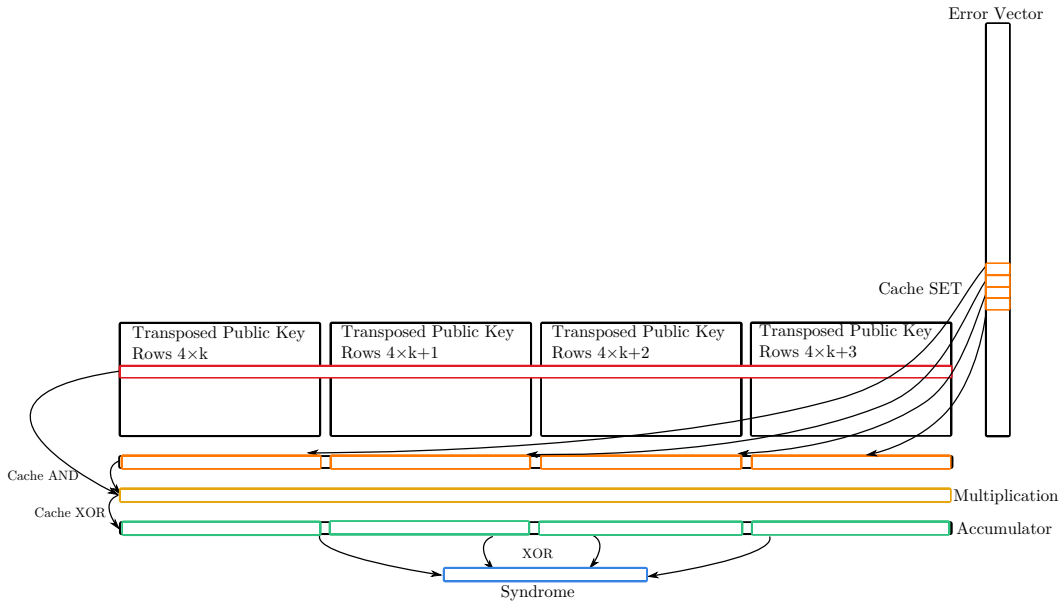 Error Vector
Cache SET
Transposed Public Key
Rows 4×k
Transposed Public Key
Rows 4×k+1
Transposed Public Key
Rows 4×k+2
Transposed Public Key
Rows 4×k+3
Cache AND
Multiplication
Cache XOR
Accumulator
XOR
Syndrome